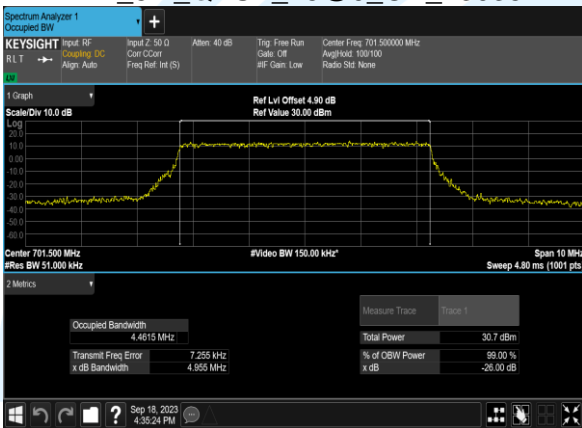 Spectrum Analyzer 1
Occupied BW
KEYSIGHT Input: RF Input Z: 50 Ω Atten: 40 dB Trig: Free Run Center Freq: 701.500000 MHz
RLT Coupling: DC Corr CCorr Gate: Off Avg|Hold: 100/100
Align: Auto Freq Ref: Int (S) #IF Gain: Low Radio Std: None
LW
1 Graph
Ref Lvl Offset 4.90 dB
Scale/Div 10.0 dB Ref Value 30.00 dBm
Log
20.0
10.0
0.00
-10.0
-20.0
-30.0
-40.0
-50.0
-60.0
Center 701.500 MHz #Video BW 150.00 kHz* Span 10 MHz
#Res BW 51.000 kHz Sweep 4.80 ms (1001 pts
2 Metrics
Measure Trace Trace 1
Occupied Bandwidth
4.4615 MHz Total Power 30.7 dBm
Transmit Freq Error 7.255 kHz % of OBW Power 99.00 %
x dB Bandwidth 4.955 MHz x dB -26.00 dB
? Sep 18, 2023
4:35:24 PM